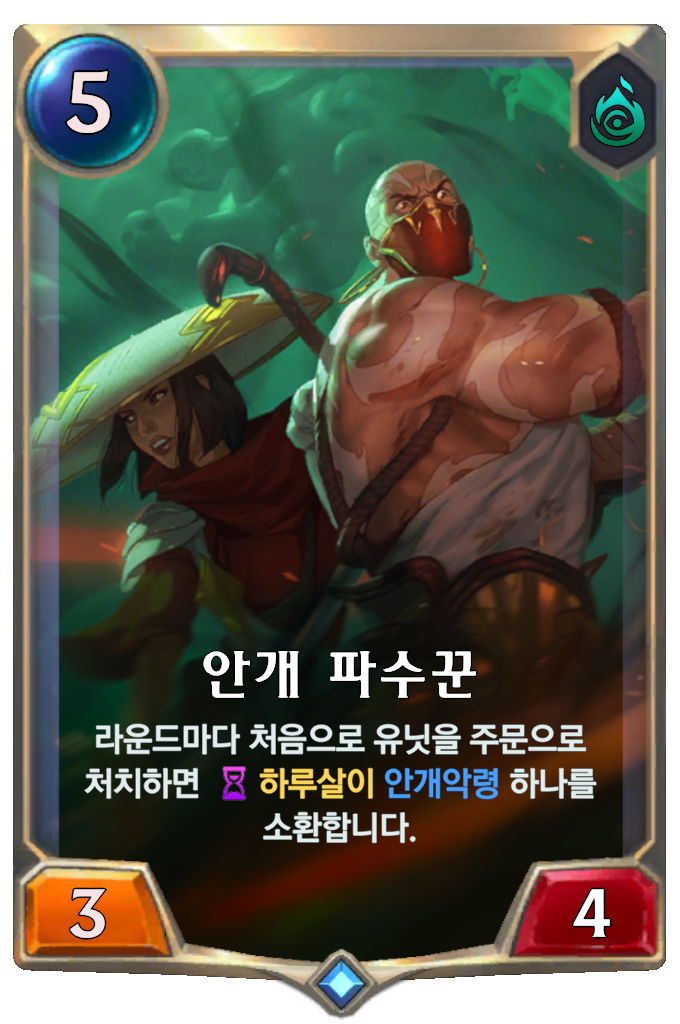 5
안개 파수꾼
라운드마다 처음으로 유닛을 주문으로
처치하면 하루살이 안개악령 하나를
소환합니다.
3
4